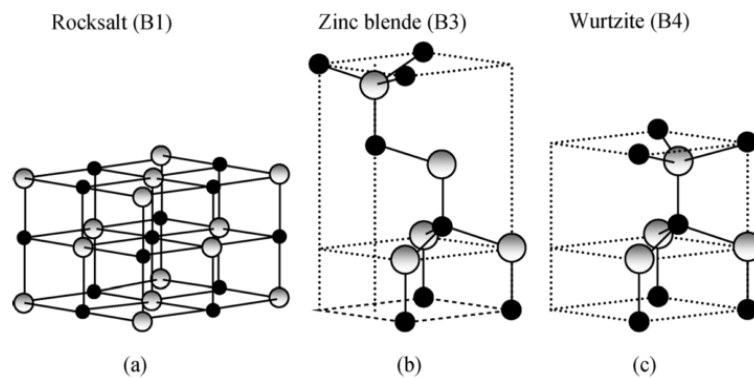 Rocksalt (B1)
Zinc blende (B3)
Wurtzite (B4)
(a)
(b)
(c)